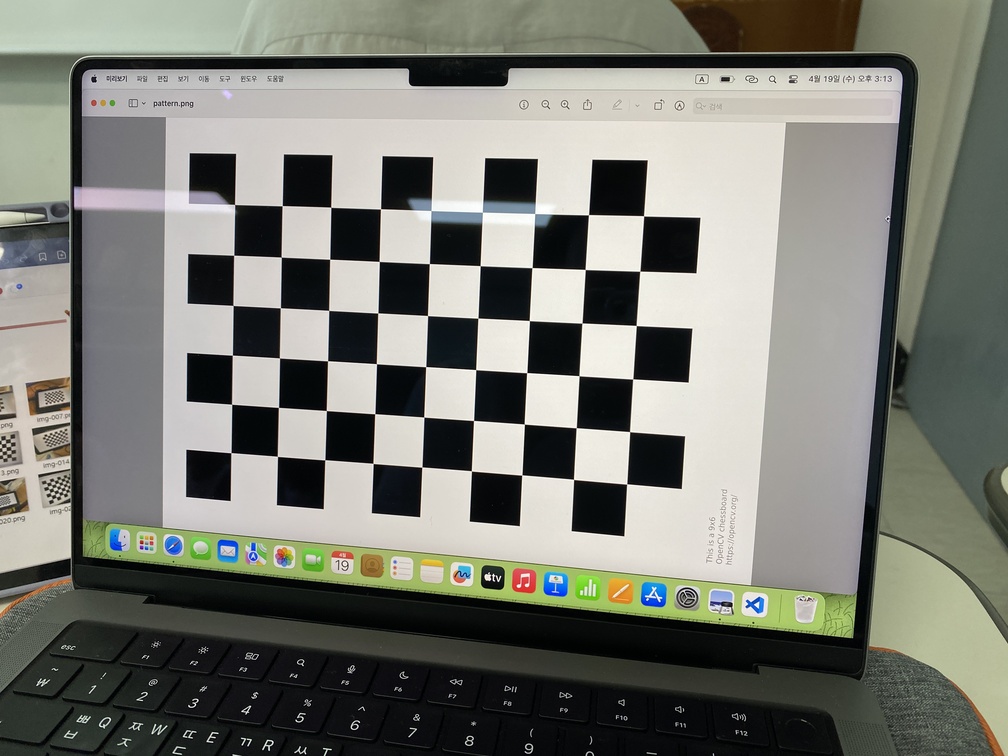 미리보기 파일 편집 보기 이동 도구 윈도우 도움말
A 4월 19일 (수) 오후 3:13
pattern.png
검색
This is a 9x6
OpenCV chessboard
https://opencv.org/
img-007.p
png
3.png
img-014
020.png
img-02
4월
19
tv
esc F1 F2 F3 F4 F5 F6 F7 F8 F9 F10 F11 F12
~ ₩ ! 1 @ 2 # 3 $ 4 % 5 ^ 6 & 7 * 8 ( 9 )
ㅃ ㅂ Q ㅉ ㅈ W ㄸ ㄷ E ㄲ R ㅆ T